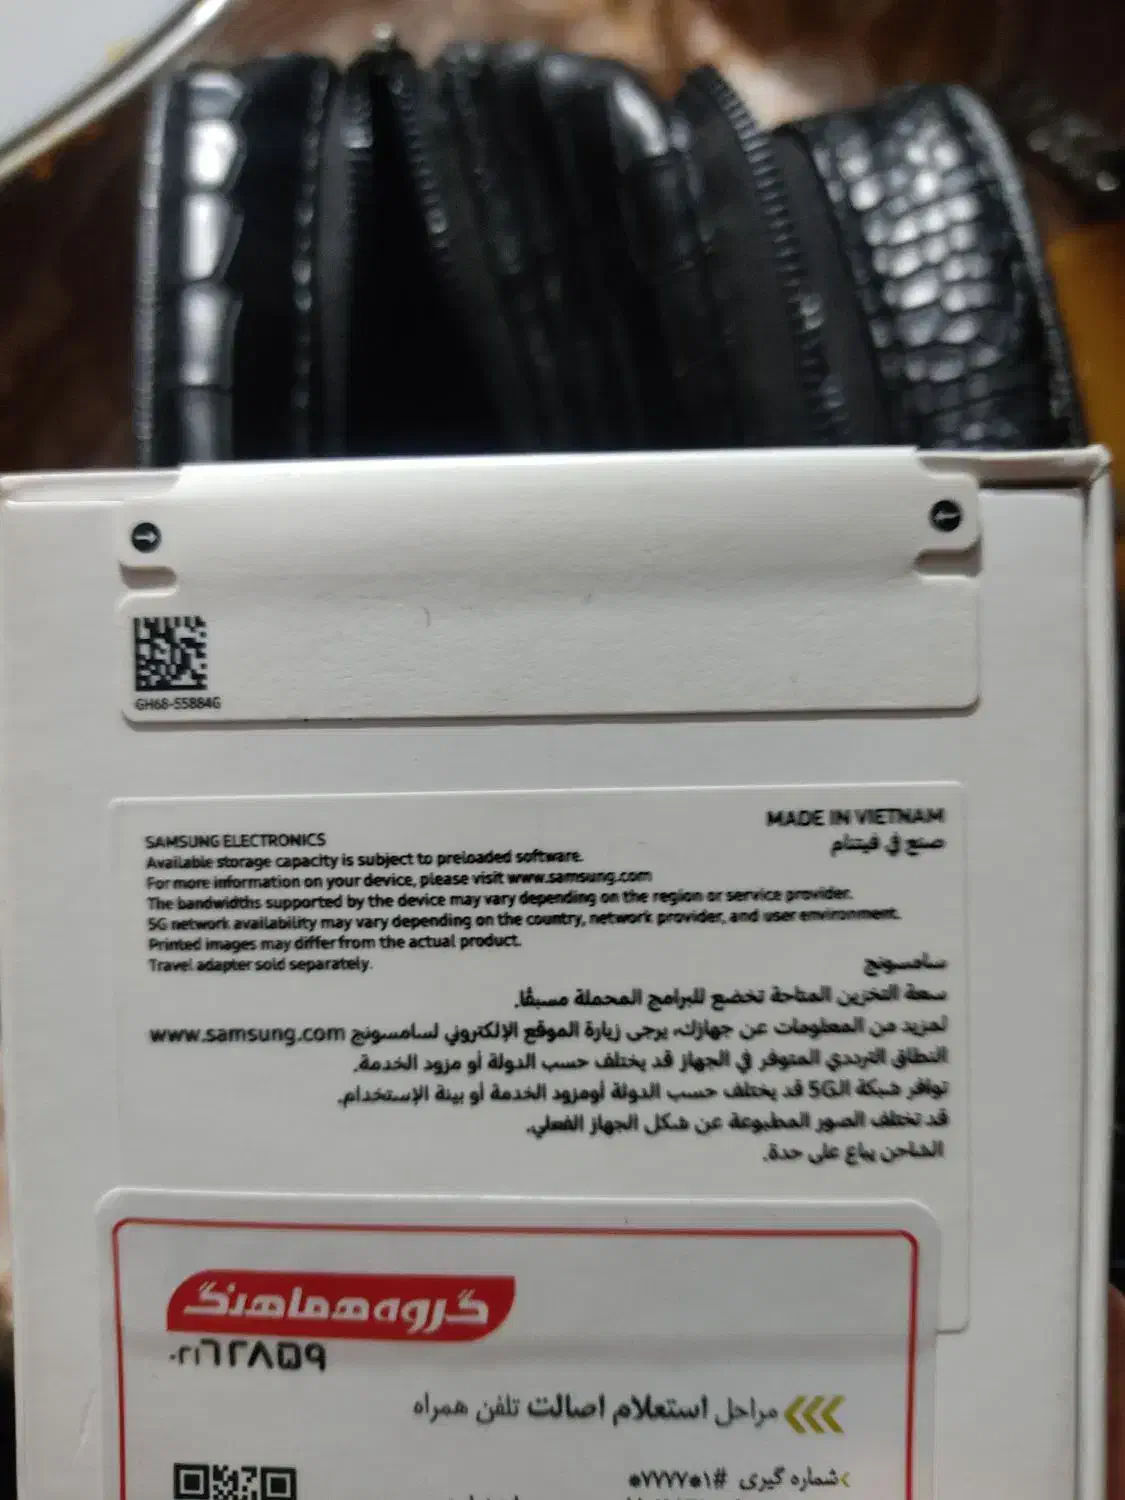 GH68-55884G
MADE IN VIETNAM
صنع في فيتنام
SAMSUNG ELECTRONICS
Available storage capacity is subject to preloaded software.
For more information on your device, please visit www.samsung.com
The bandwidths supported by the device may vary depending on the region or service provider.
5G network availability may vary depending on the country, network provider, and user environment.
Printed images may differ from the actual product.
Travel adapter sold separately.
سامسونج
سعة التخزين المتاحة تخضع للبرامج المحملة مسبقًا.
لمزيد من المعلومات عن جهازك، يرجى زيارة الموقع الإلكتروني لسامسونج www.samsung.com
النطاق الترددي المتوفر في الجهاز قد يختلف حسب الدولة أو مزود الخدمة.
توافر شبكة الـ5G قد يختلف حسب الدولة أومزود الخدمة أو بيئة الإستخدام.
قد تختلف الصور المطبوعة عن شكل الجهاز الفعلي.
الشاحن يباع على حدة.
گروه هماهنگ
۰۲۱۶۲۸۵۹
مراحل استعلام اصالت تلفن همراه
شماره گیری #۱*۷۷۷۷*